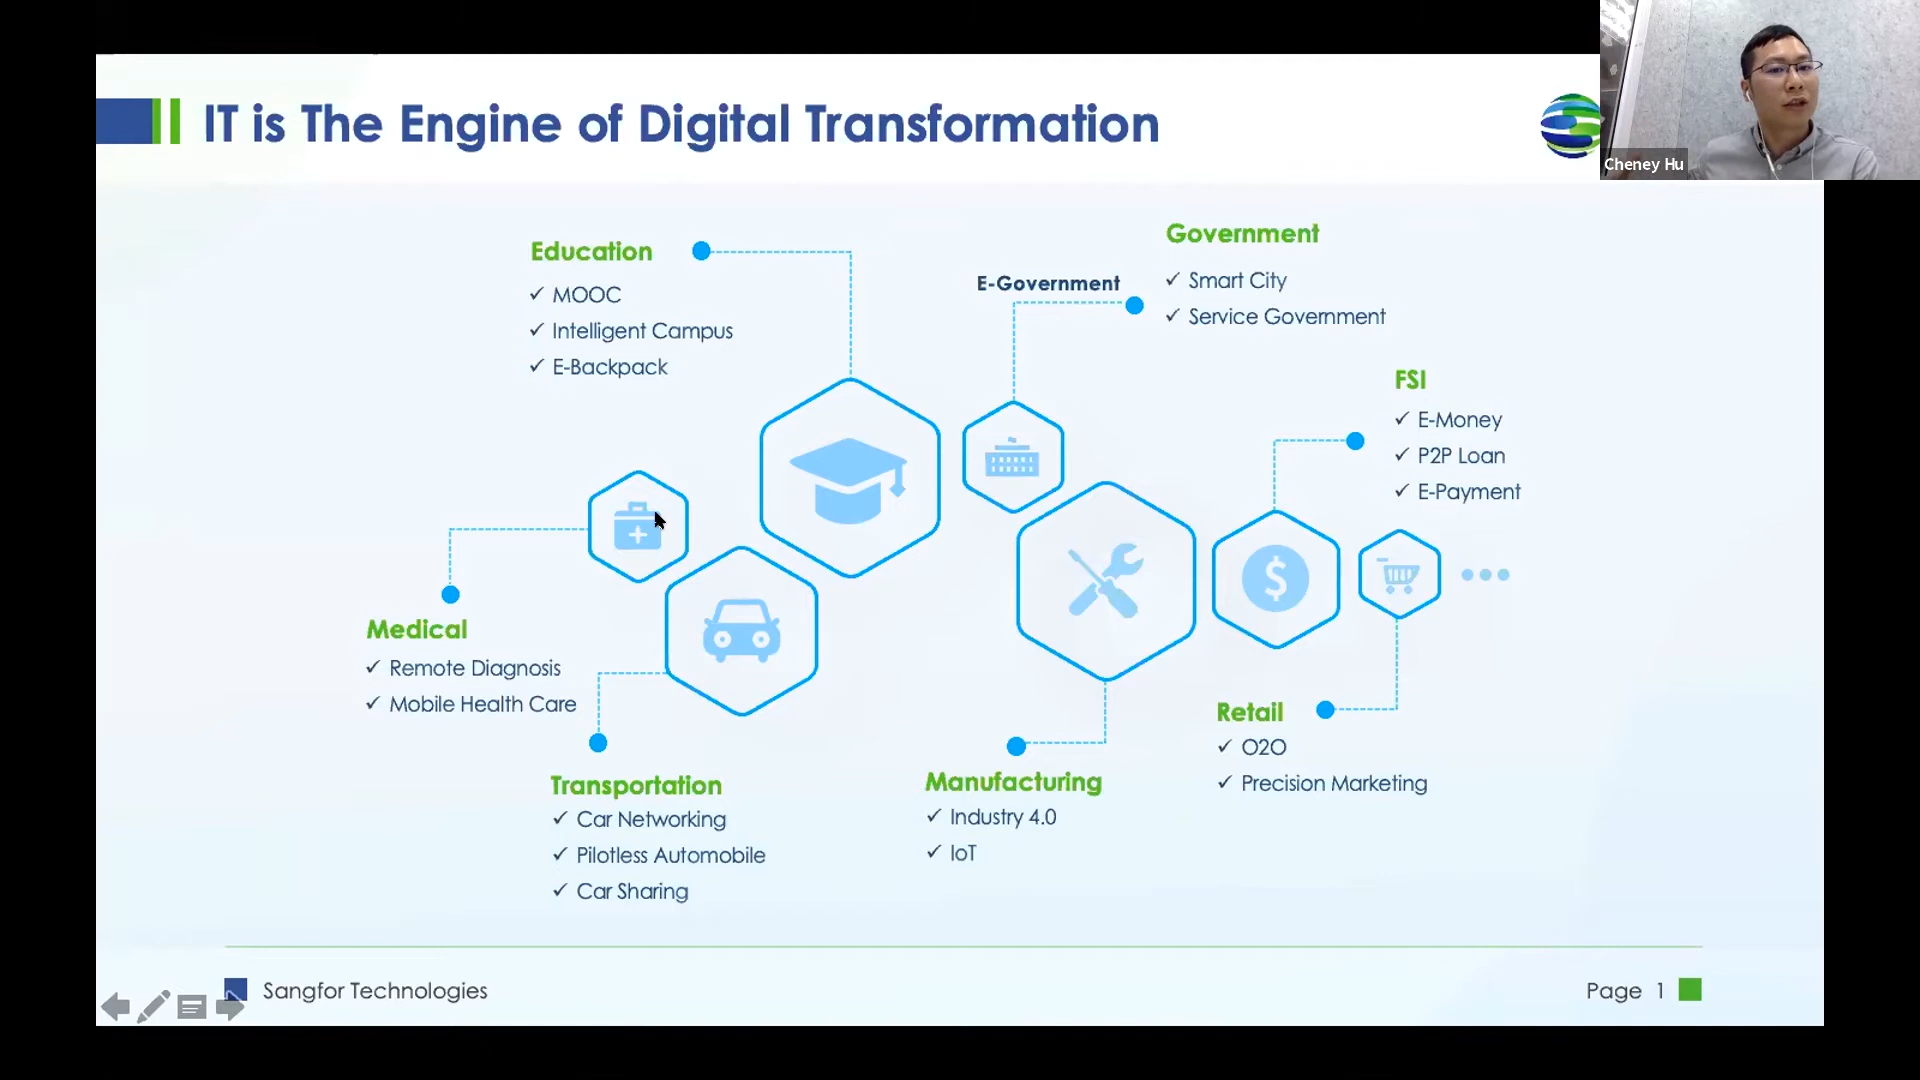 IT is The Engine of Digital Transformation
Cheney Hu
Education
✓ MOOC
✓ Intelligent Campus
✓ E-Backpack
E-Government
Government
✓ Smart City
✓ Service Government
FSI
✓ E-Money
✓ P2P Loan
✓ E-Payment
Medical
✓ Remote Diagnosis
✓ Mobile Health Care
Transportation
✓ Car Networking
✓ Pilotless Automobile
✓ Car Sharing
Manufacturing
✓ Industry 4.0
✓ IoT
Retail
✓ O2O
✓ Precision Marketing
$
Sangfor Technologies
Page 1